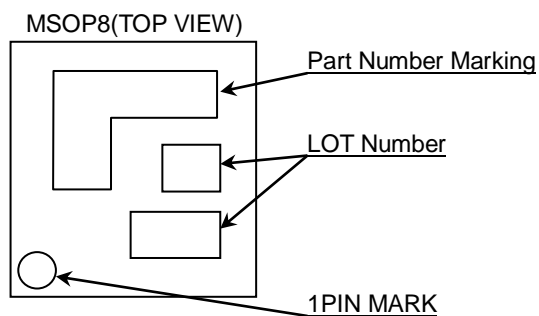 MSOP8(TOP VIEW)
Part Number Marking
LOT Number
1PIN MARK